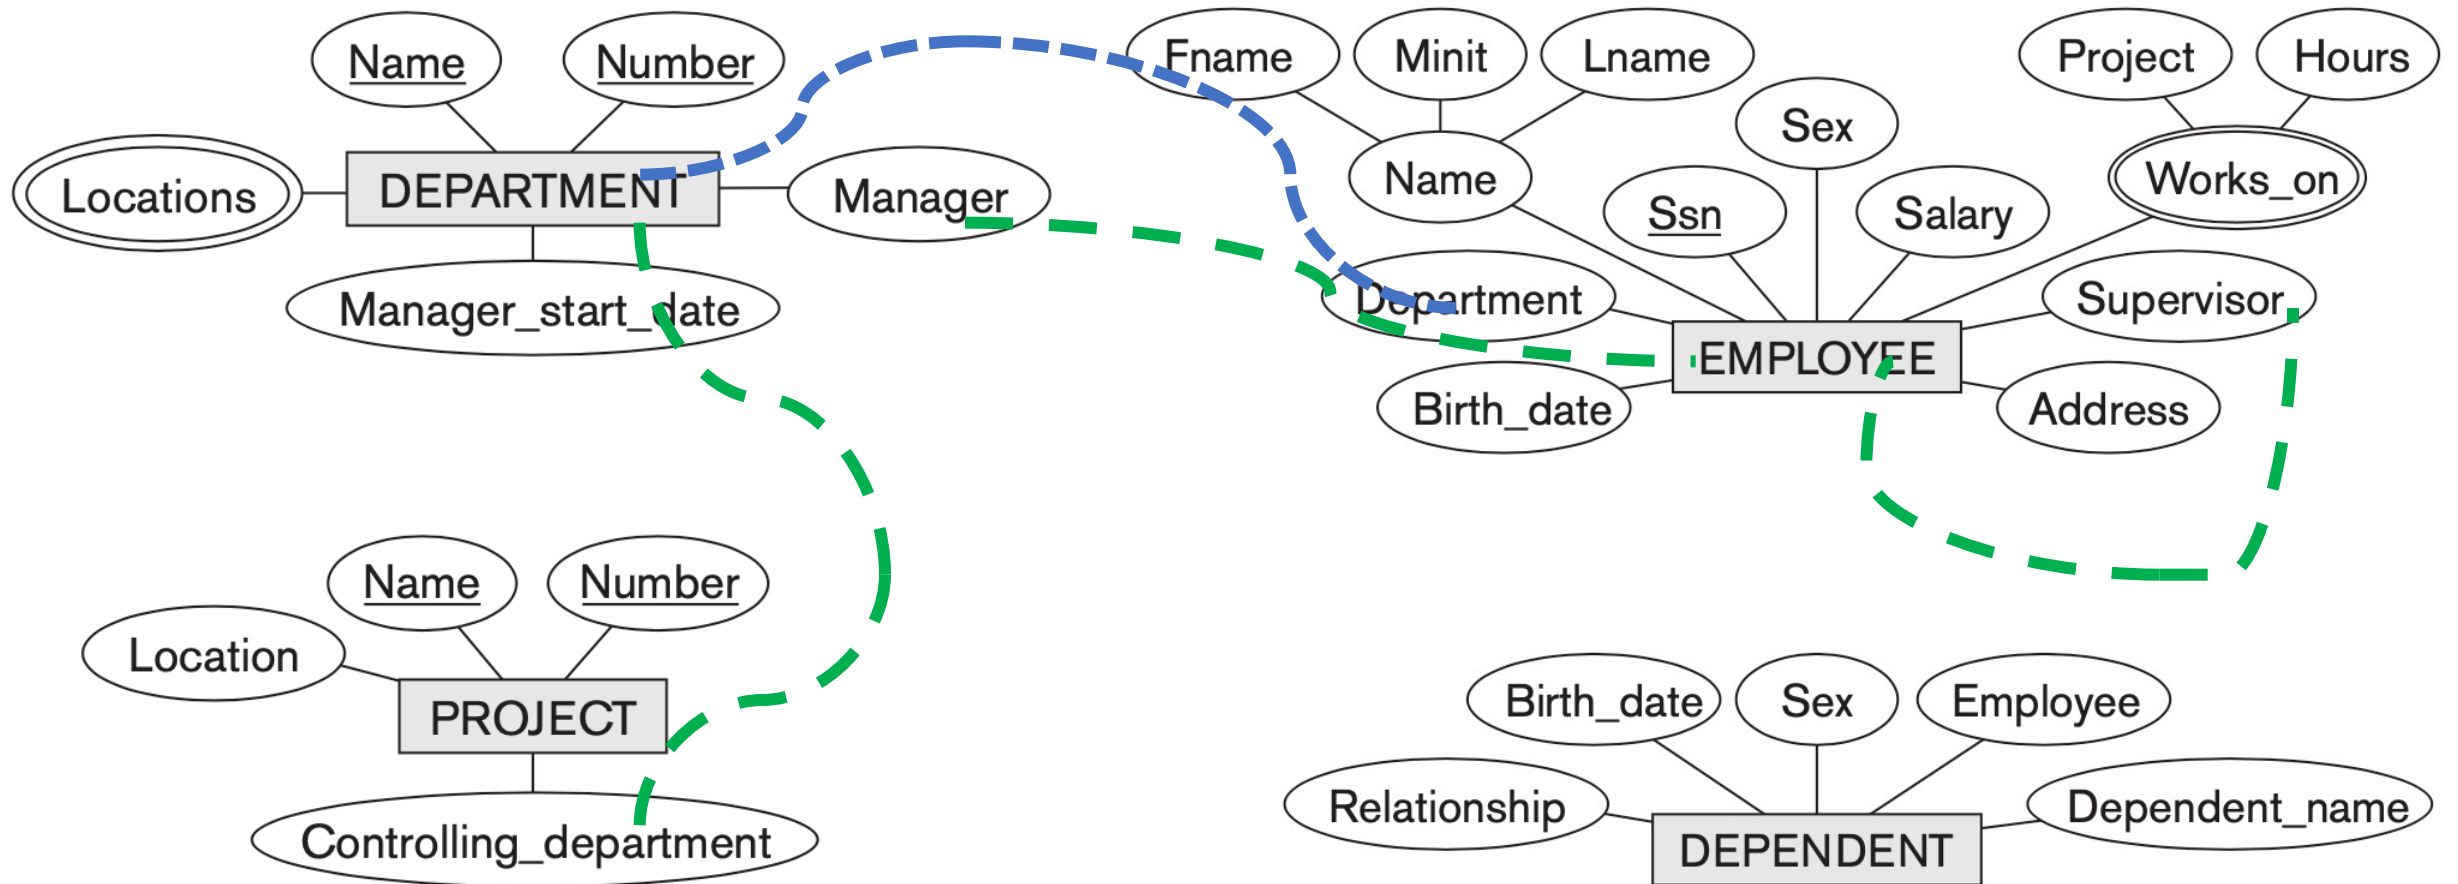 Name
Number
Locations
DEPARTMENT
Manager
Manager_start_date
Fname
Minit
Lname
Name
Sex
Ssn
Salary
Project
Hours
Works_on
Department
Supervisor
EMPLOYEE
Birth_date
Address
Name
Number
Location
PROJECT
Controlling_department
Birth_date
Sex
Employee
Relationship
Dependent_name
DEPENDENT